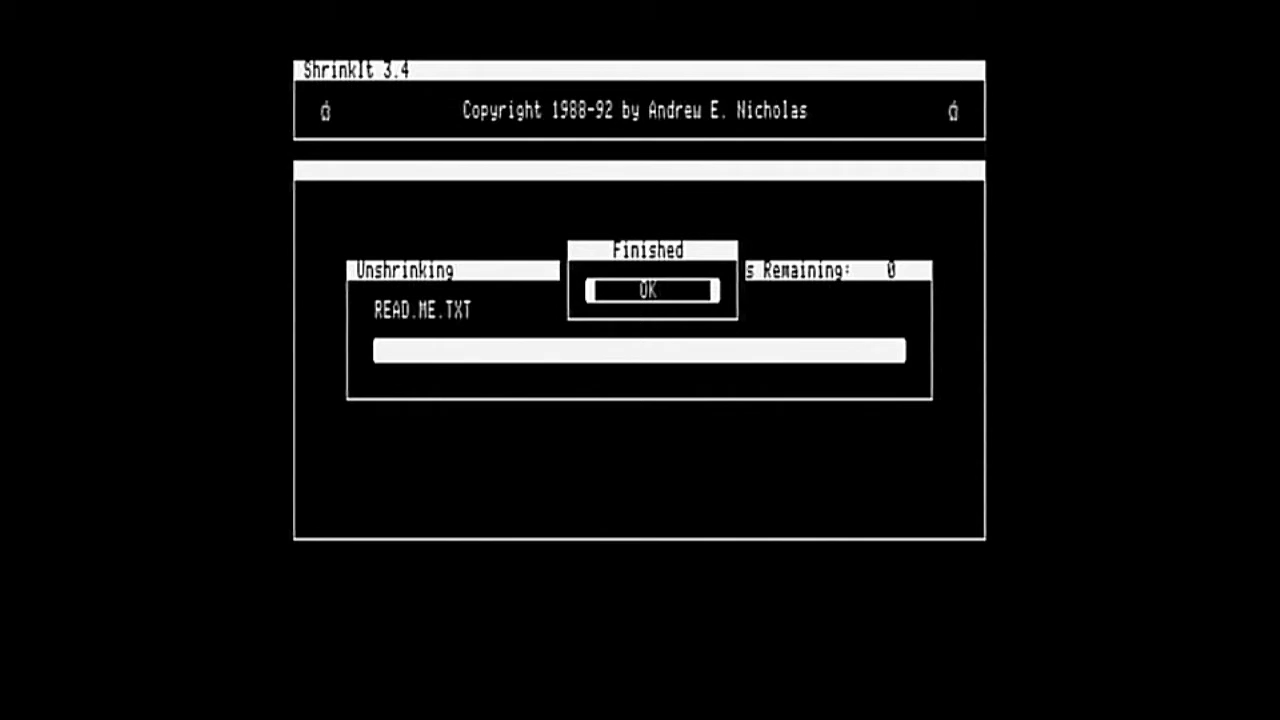 ShrinkIt 3.4
Copyright 1988-92 by Andrew E. Nicholas
Finished
Unshrinking s Remaining: 0
OK
READ.ME.TXT